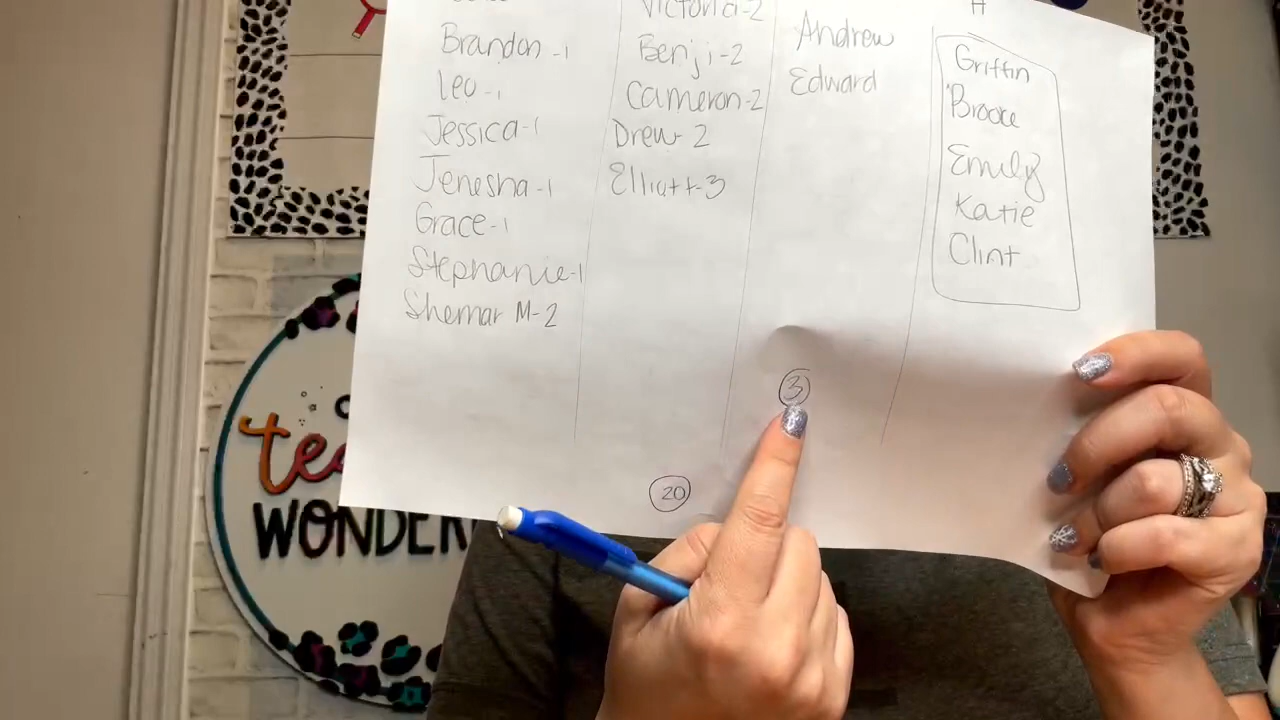 Brandon -1
Leo -1
Jessica -1
Jenesha -1
Grace -1
Stephanie -1
Shemar M- 2
Victoria -2
Benji -2
Cameron -2
Drew 2
Elliott -3
Andrew
Edward
3
20
H
Griffin
Brooke
Emily
Katie
Clint
WONDER